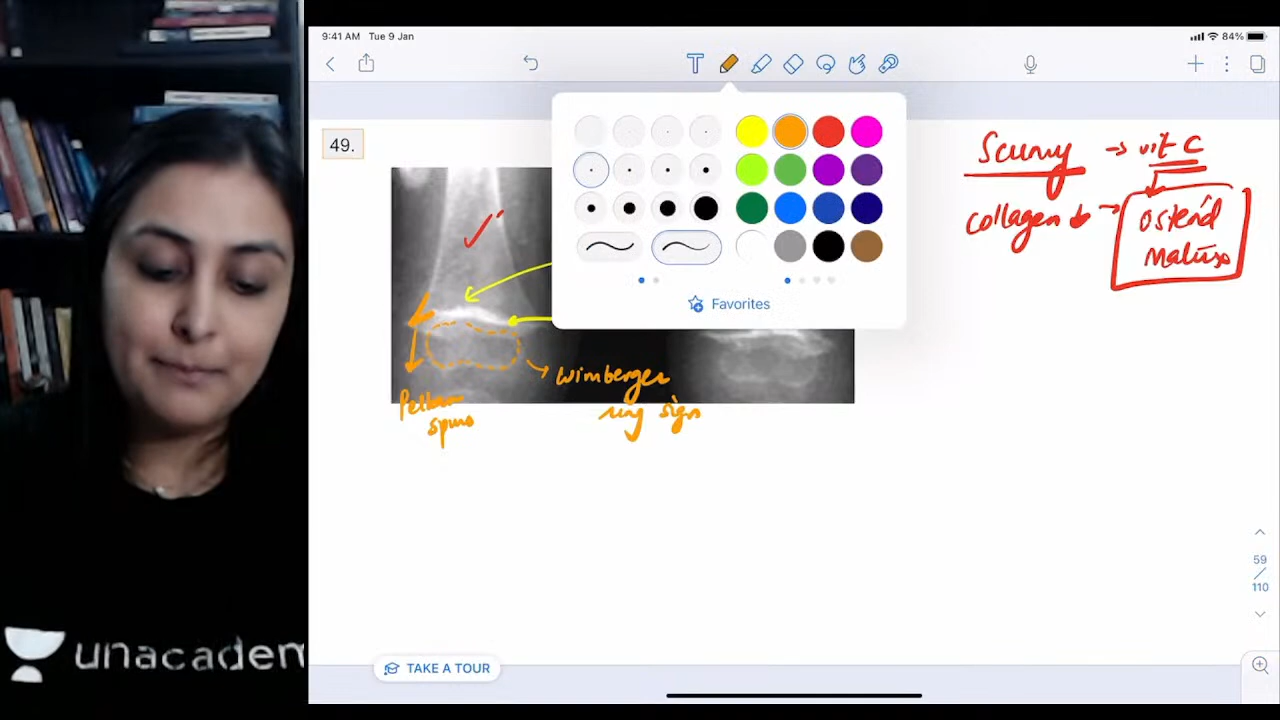 9:41 AM Tue 9 Jan
84%
T
49.
Scurvy → vit C
collagen ↓ → Osteoid
Matrix
Favorites
Wimberger
ring sign
Pelkan
spur
59
/
110
unacadem
TAKE A TOUR